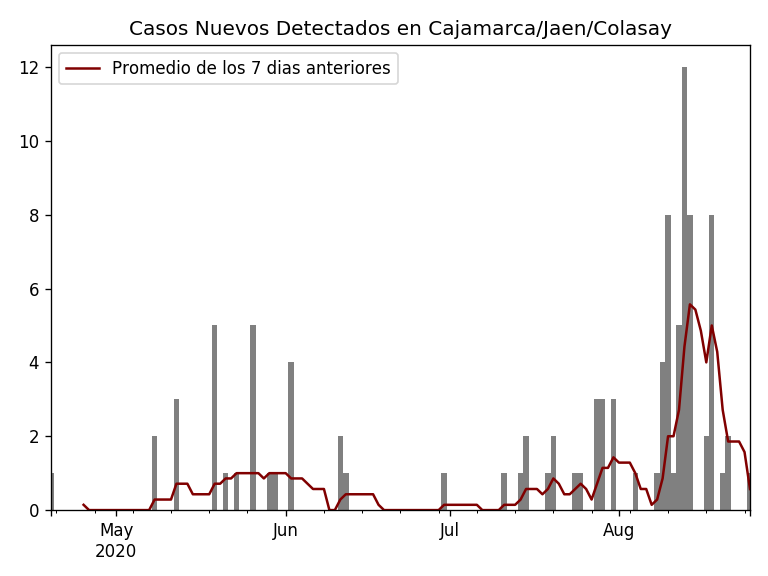 Casos Nuevos Detectados en Cajamarca/Jaen/Colasay
Promedio de los 7 dias anteriores
12
10
8
6
4
2
0
May
2020
Jun
Jul
Aug